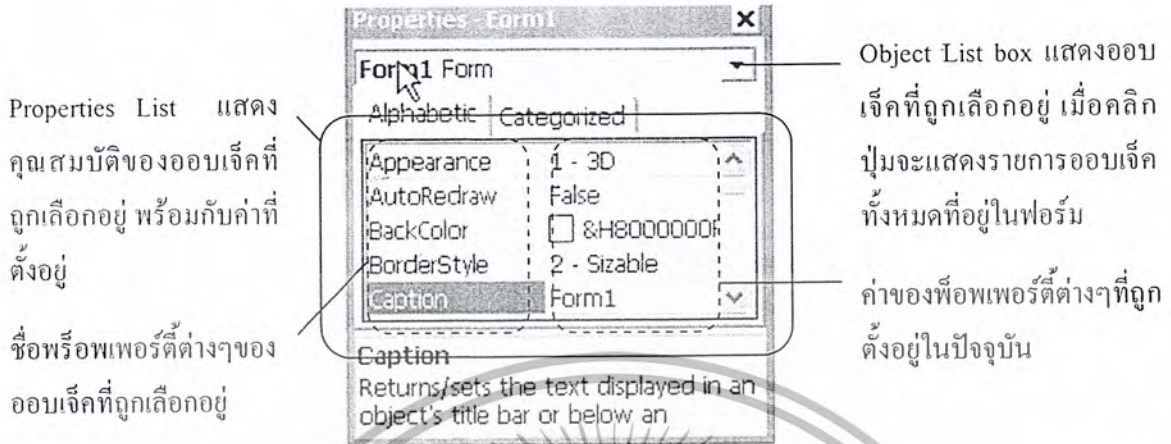 Properties - Form1
Form1 Form
Alphabetic Categorized
Appearance 1 - 3D
AutoRedraw False
BackColor &H8000000F
BorderStyle 2 - Sizable
Caption Form1
Caption
Returns/sets the text displayed in an
object's title bar or below an
Properties List แสดง
คุณสมบัติของออบเจ็คที่
ถูกเลือกอยู่ พร้อมกับค่าที่
ตั้งอยู่
ชื่อพร็อพเพอร์ตี้ต่างๆของ
ออบเจ็คที่ถูกเลือกอยู่
Object List box แสดงออบ
เจ็คที่ถูกเลือกอยู่ เมื่อคลิก
ปุ่มจะแสดงรายการออบเจ็ค
ทั้งหมดที่อยู่ในฟอร์ม
ค่าของพ็อพเพอร์ตี้ต่างๆที่ถูก
ตั้งอยู่ในปัจจุบัน